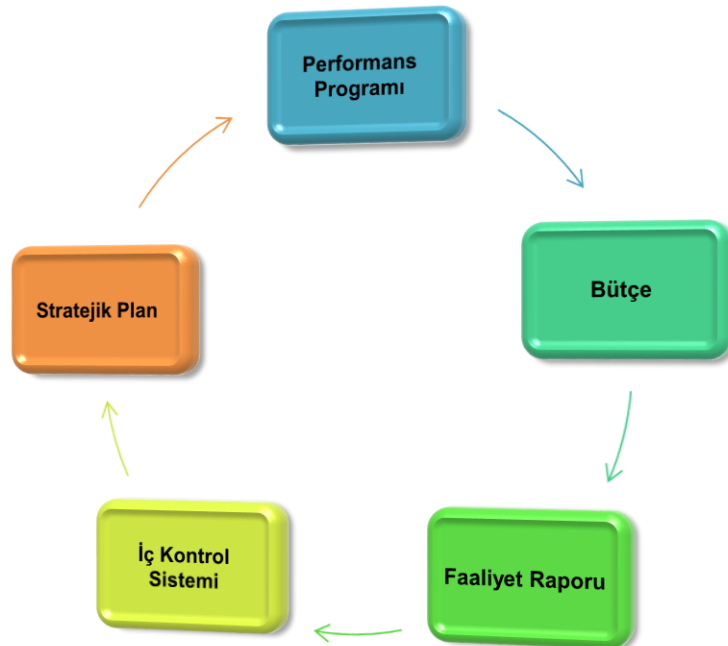 Performans
Programı
Bütçe
Faaliyet Raporu
İç Kontrol
Sistemi
Stratejik Plan